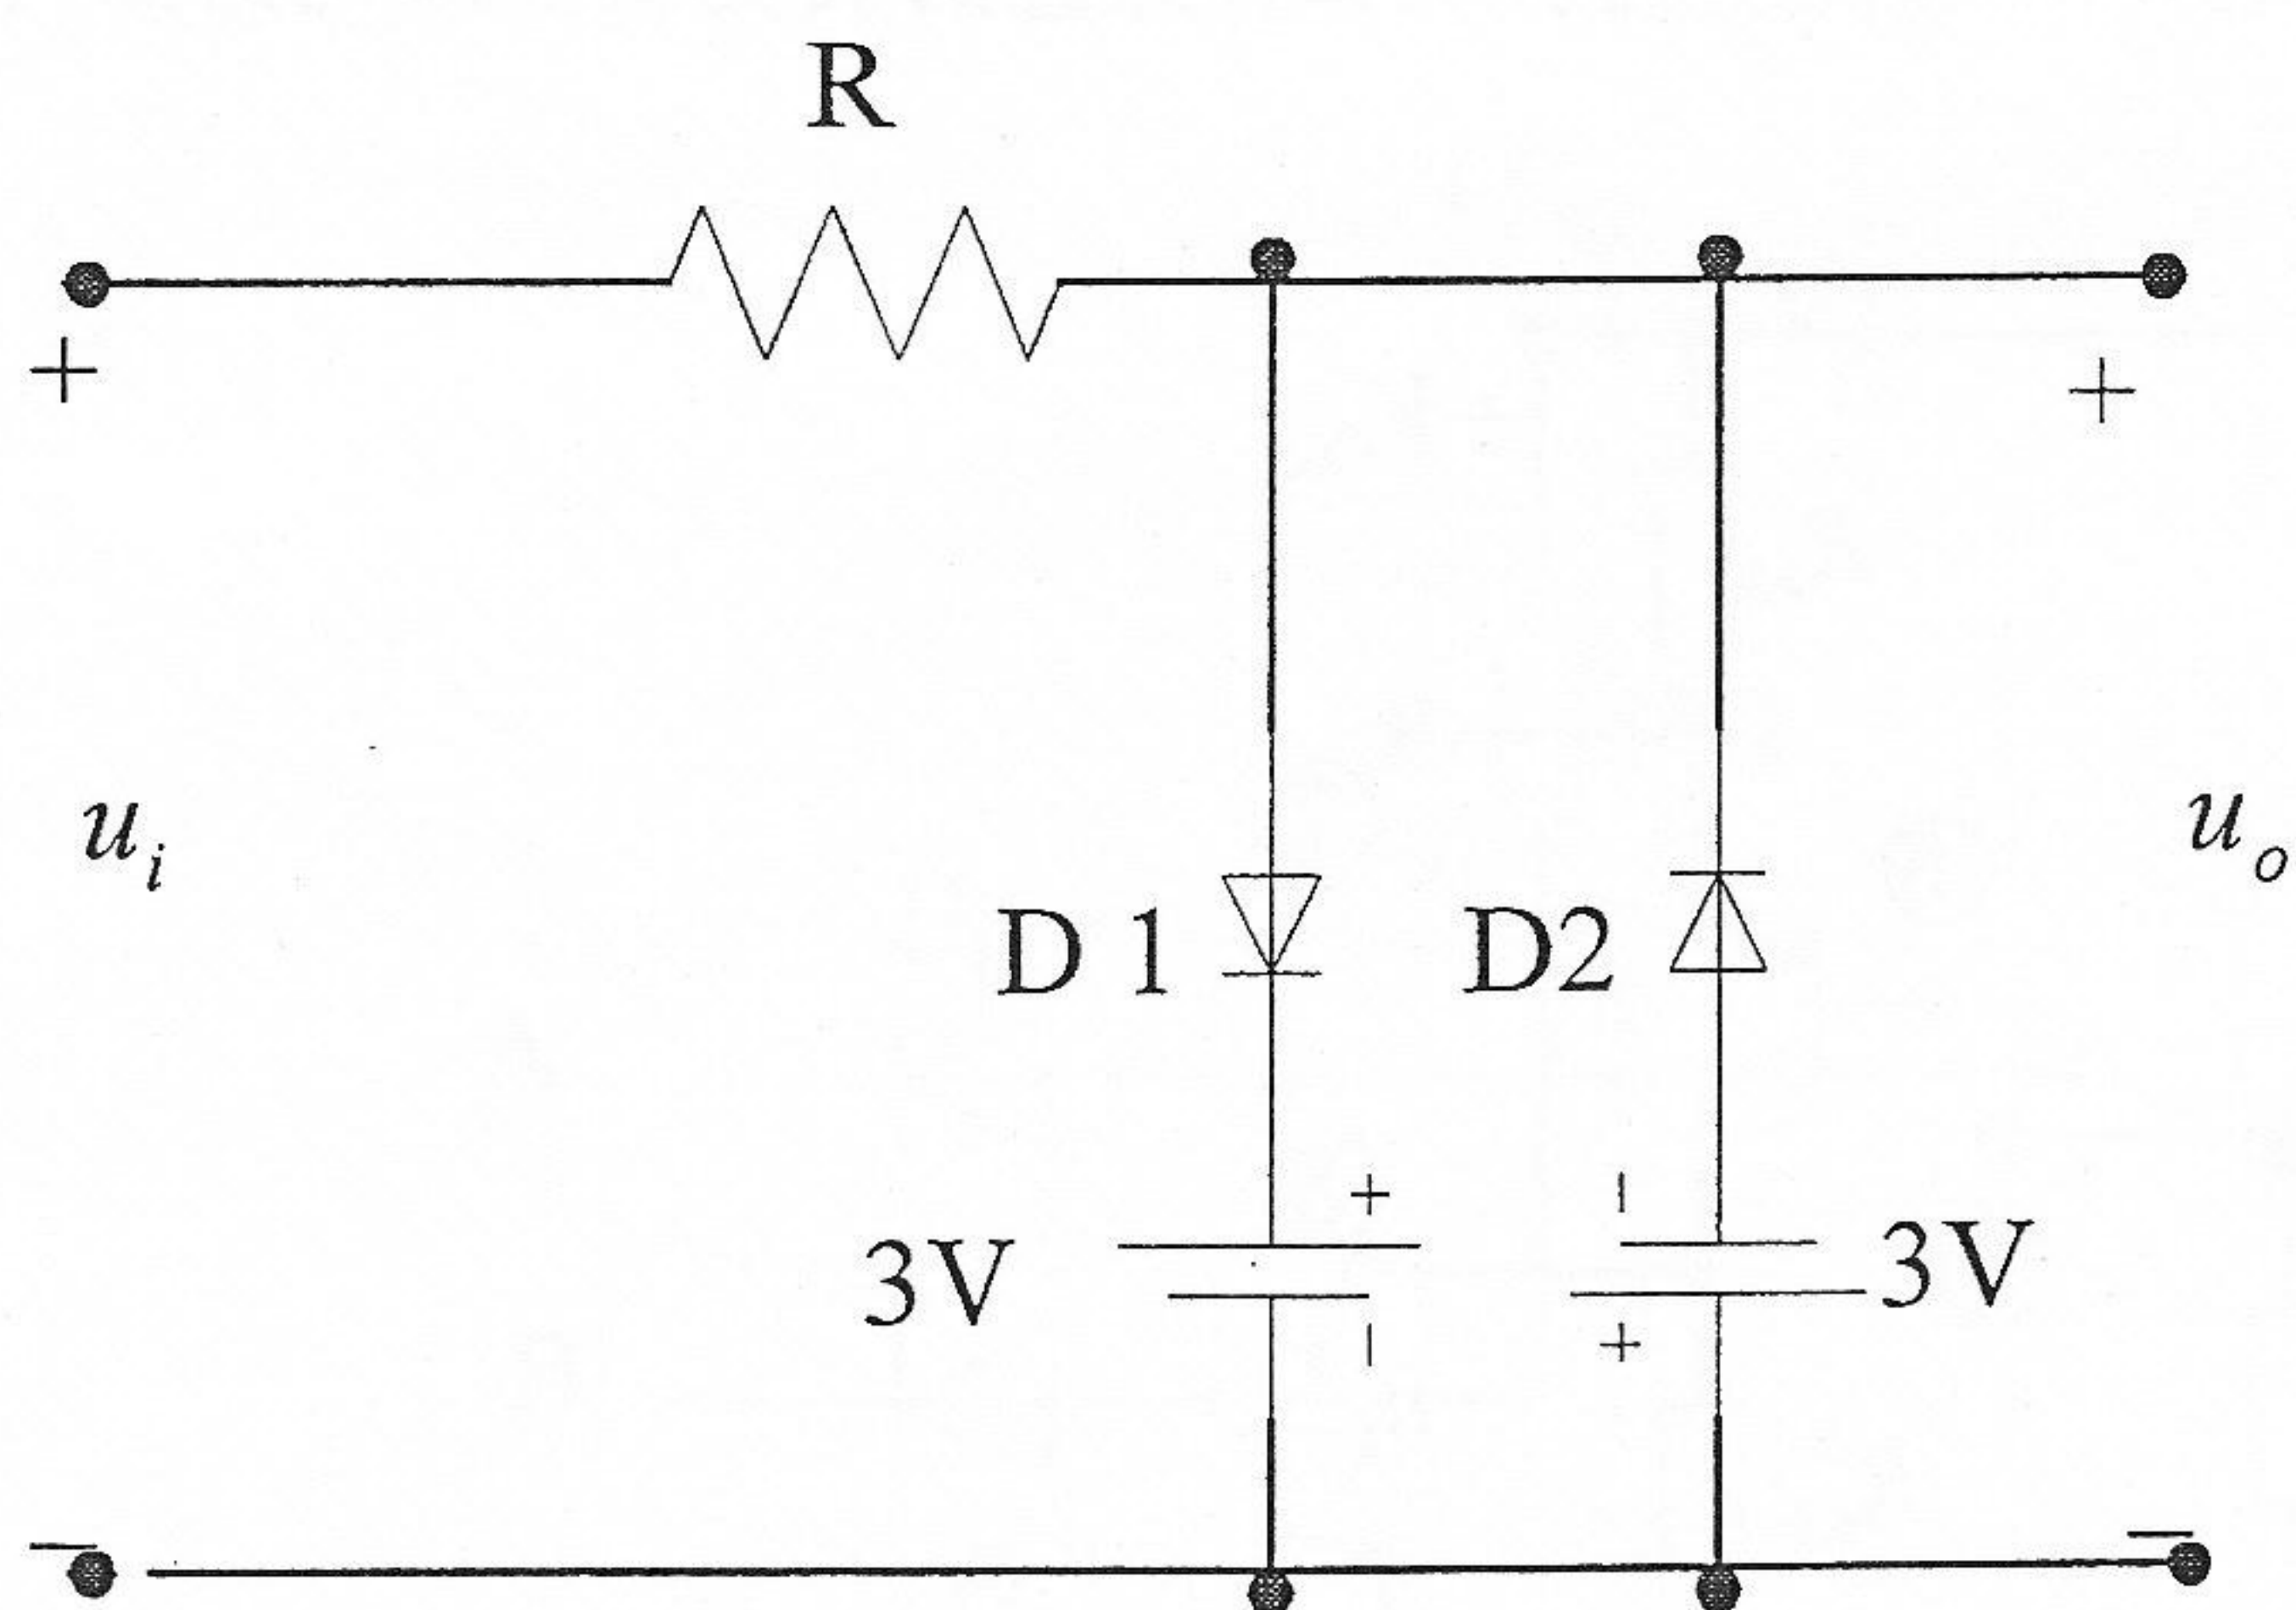 R
+ +
u_i u_o
D 1 D2
+ −
3V 3V
− +
− −